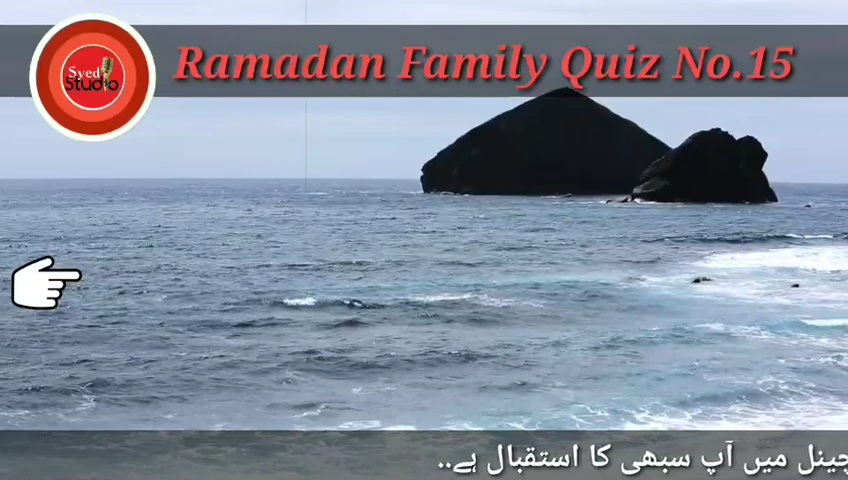 Syed
Studio
Ramadan Family Quiz No.15
چینل میں آپ سبھی کا استقبال ہے..